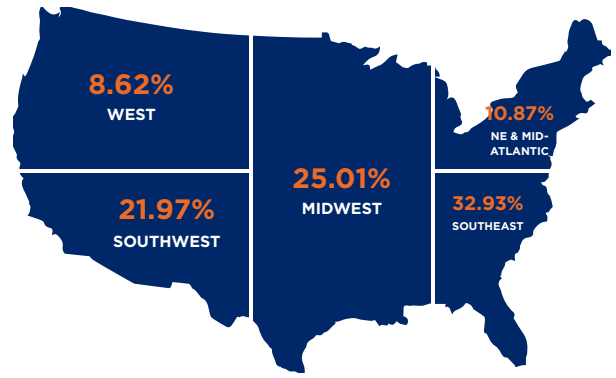 8.62%
WEST
10.87%
NE & MID-
ATLANTIC
25.01%
MIDWEST
21.97%
SOUTHWEST
32.93%
SOUTHEAST